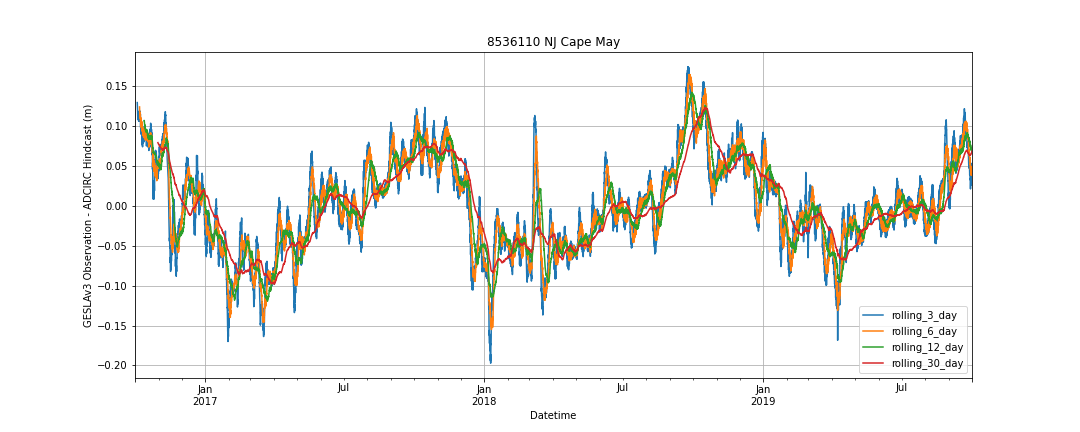 8536110 NJ Cape May
GESLAv3 Observation - ADCIRC Hindcast (m)
0.15
0.10
0.05
0.00
−0.05
−0.10
−0.15
−0.20
Jan
2017
Jul
Jan
2018
Jul
Jan
2019
Jul
Datetime
rolling_3_day
rolling_6_day
rolling_12_day
rolling_30_day